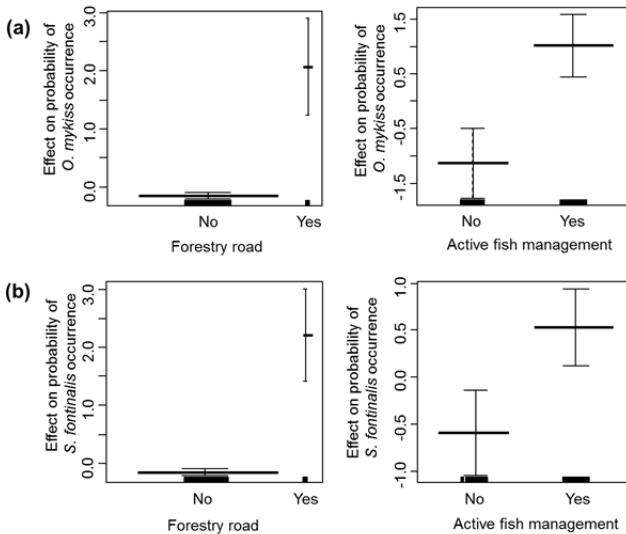 (a)
Effect on probability of
O. mykiss occurrence
3.0
2.0
1.0
0.0
No
Yes
Forestry road
Effect on probability of
O. mykiss occurrence
1.5
0.5
-0.5
-1.5
No
Yes
Active fish management
(b)
Effect on probability of
S. fontinalis occurrence
3.0
2.0
1.0
0.0
No
Yes
Forestry road
Effect on probability of
S. fontinalis occurrence
1.0
0.5
0.0
-0.5
-1.0
No
Yes
Active fish management